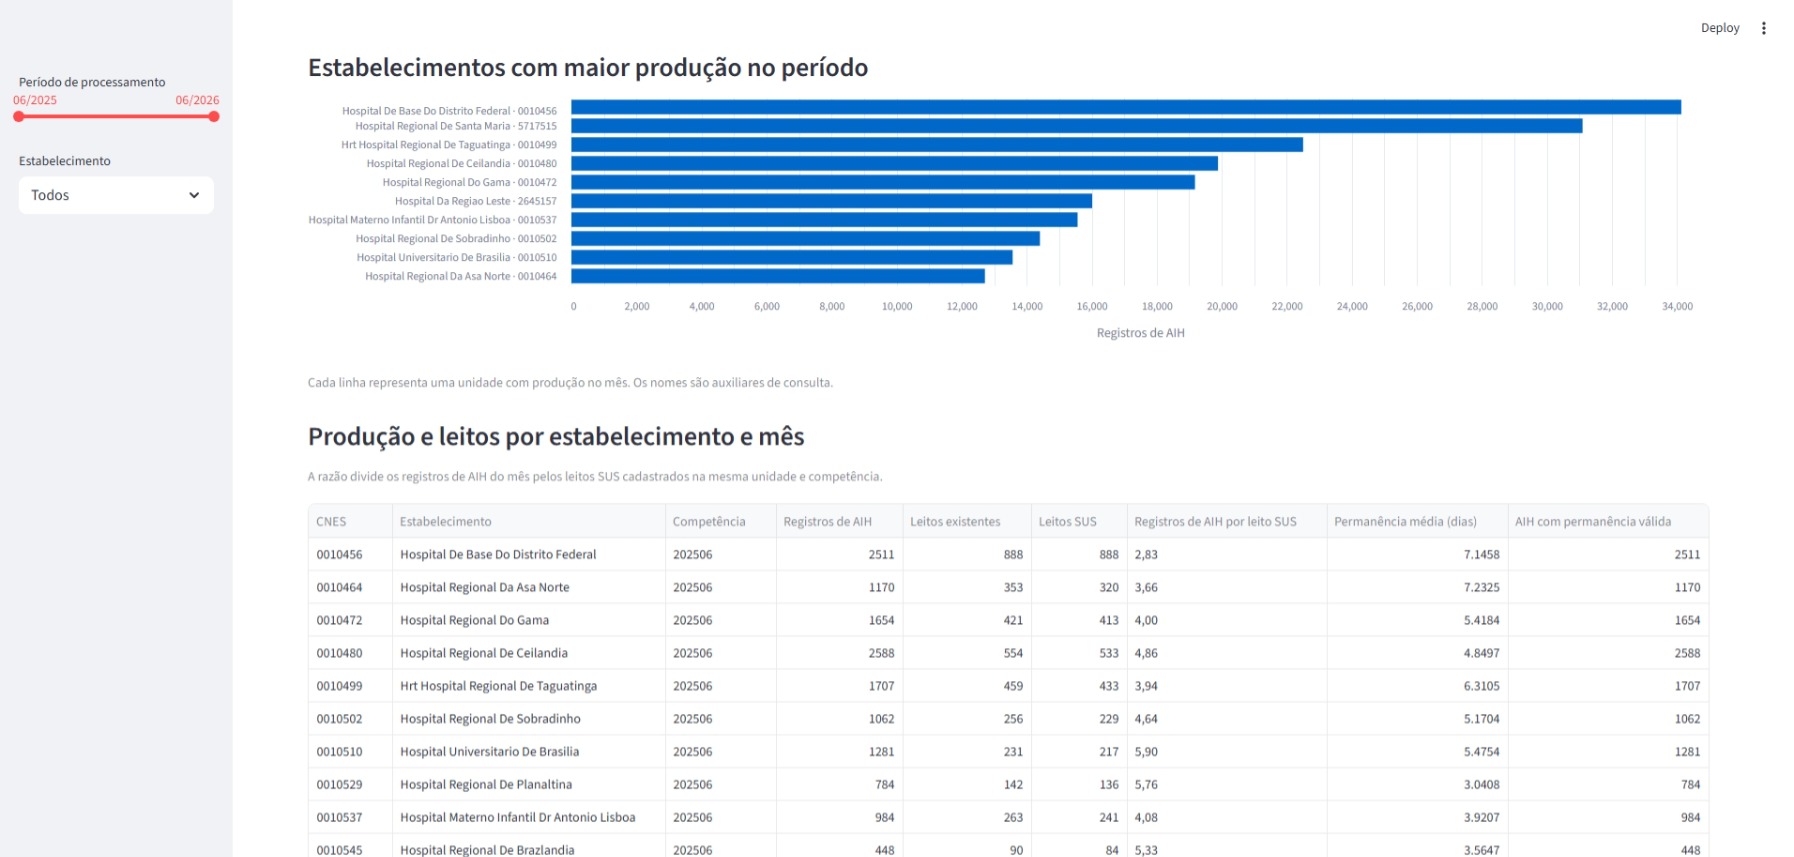 Deploy
Período de processamento
06/2025 06/2026
Estabelecimento
Todos
Estabelecimentos com maior produção no período
Hospital De Base Do Distrito Federal · 0010456
Hospital Regional De Santa Maria · 5717515
Hrt Hospital Regional De Taguatinga · 0010499
Hospital Regional De Ceilandia · 0010480
Hospital Regional Do Gama · 0010472
Hospital Da Regiao Leste · 2645157
Hospital Materno Infantil Dr Antonio Lisboa · 0010537
Hospital Regional De Sobradinho · 0010502
Hospital Universitario De Brasilia · 0010510
Hospital Regional Da Asa Norte · 0010464
0 2,000 4,000 6,000 8,000 10,000 12,000 14,000 16,000 18,000 20,000 22,000 24,000 26,000 28,000 30,000 32,000 34,000
Registros de AIH
Cada linha representa uma unidade com produção no mês. Os nomes são auxiliares de consulta.
Produção e leitos por estabelecimento e mês
A razão divide os registros de AIH do mês pelos leitos SUS cadastrados na mesma unidade e competência.
CNES Estabelecimento Competência Registros de AIH Leitos existentes Leitos SUS Registros de AIH por leito SUS Permanência média (dias) AIH com permanência válida
0010456 Hospital De Base Do Distrito Federal 202506 2511 888 888 2,83 7.1458 2511
0010464 Hospital Regional Da Asa Norte 202506 1170 353 320 3,66 7.2325 1170
0010472 Hospital Regional Do Gama 202506 1654 421 413 4,00 5.4184 1654
0010480 Hospital Regional De Ceilandia 202506 2588 554 533 4,86 4.8497 2588
0010499 Hrt Hospital Regional De Taguatinga 202506 1707 459 433 3,94 6.3105 1707
0010502 Hospital Regional De Sobradinho 202506 1062 256 229 4,64 5.1704 1062
0010510 Hospital Universitario De Brasilia 202506 1281 231 217 5,90 5.4754 1281
0010529 Hospital Regional De Planaltina 202506 784 142 136 5,76 3.0408 784
0010537 Hospital Materno Infantil Dr Antonio Lisboa 202506 984 263 241 4,08 3.9207 984
0010545 Hospital Regional De Brazlandia 202506 448 90 84 5,33 3.5647 448